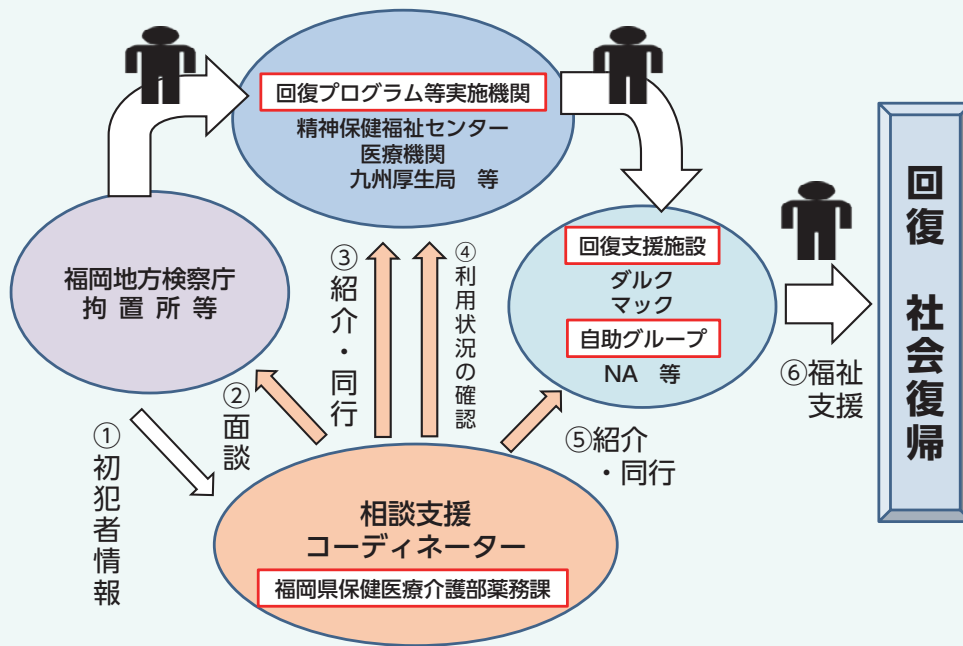 回復プログラム等実施機関
精神保健福祉センター
医療機関
九州厚生局　等
福岡地方検察庁
拘置所等
回復支援施設
ダルク
マック
自助グループ
NA　等
回復　社会復帰
①初犯者情報
②面談
③紹介・同行
④利用状況の確認
⑤紹介
・同行
⑥福祉
支援
相談支援
コーディネーター
福岡県保健医療介護部薬務課